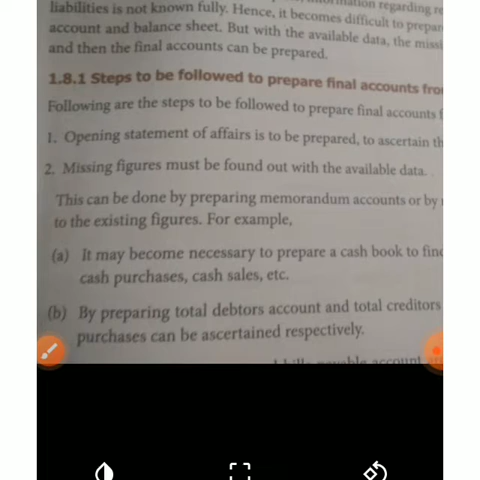 liabilities is not known fully. Hence, it becomes difficult to prepar
account and balance sheet. But with the available data, the missi
and then the final accounts can be prepared.
1.8.1 Steps to be followed to prepare final accounts fro
Following are the steps to be followed to prepare final accounts f
1. Opening statement of affairs is to be prepared, to ascertain th
2. Missing figures must be found out with the available data.
This can be done by preparing memorandum accounts or by
to the existing figures. For example,
(a) It may become necessary to prepare a cash book to find
cash purchases, cash sales, etc.
(b) By preparing total debtors account and total creditors
purchases can be ascertained respectively.
payable account